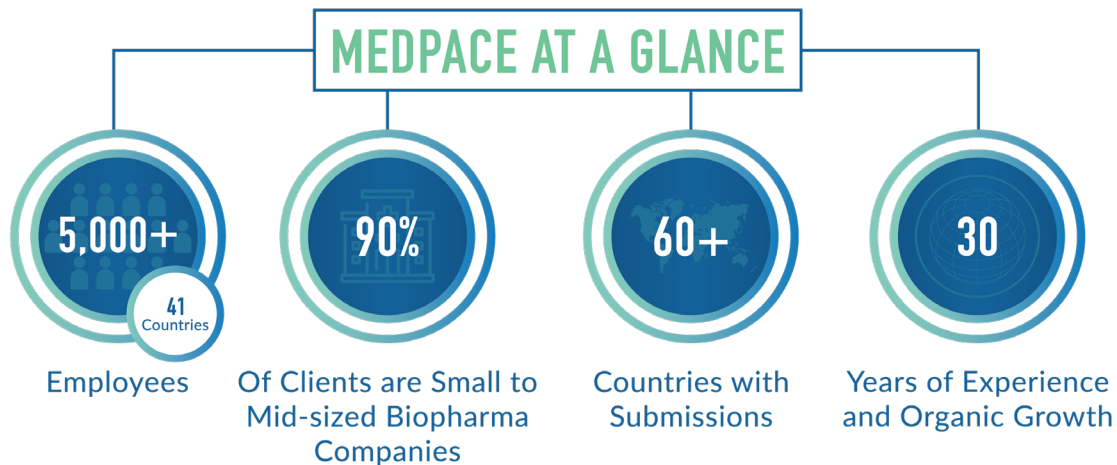 MEDPACE AT A GLANCE
5,000+
41
Countries
Employees
90%
Of Clients are Small to
Mid-sized Biopharma
Companies
60+
Countries with
Submissions
30
Years of Experience
and Organic Growth